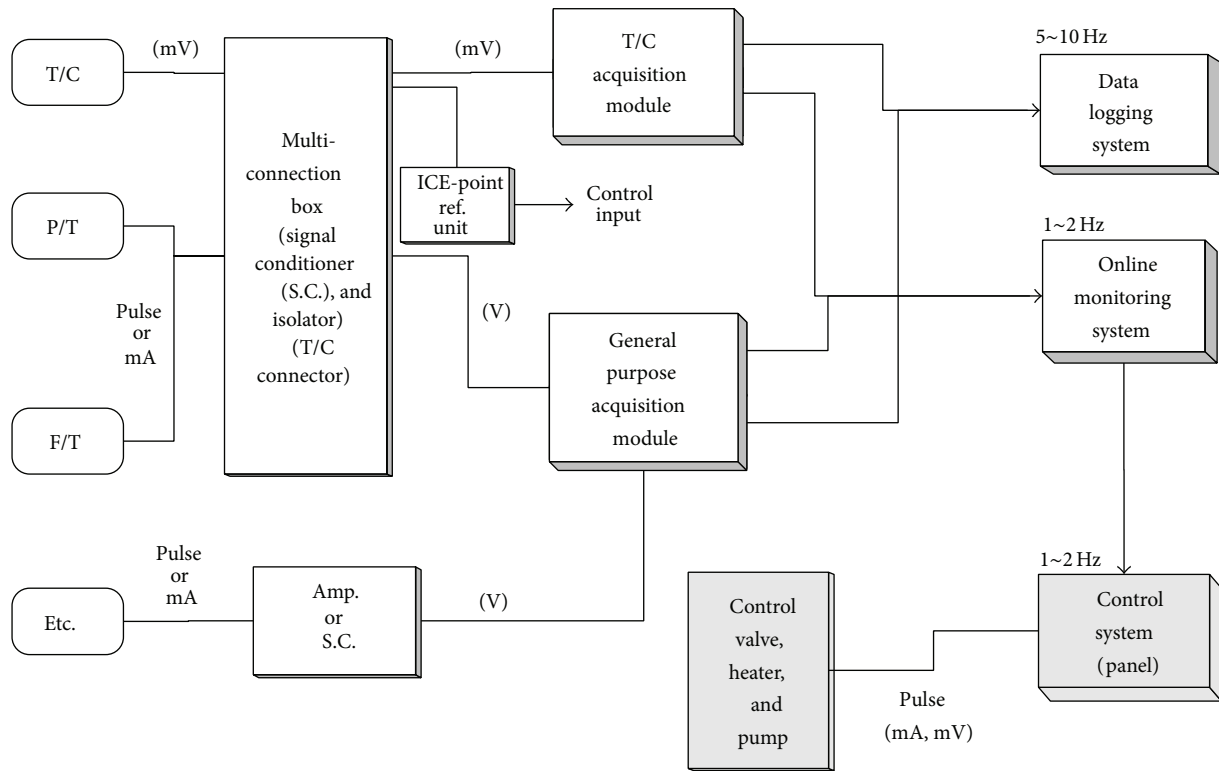 T/C
(mV)
Multi-
connection
box
(signal
conditioner
(S.C.), and
isolator)
(T/C
connector)
(mV)
T/C
acquisition
module
5~10 Hz
Data
logging
system
ICE-point
ref.
unit
Control
input
P/T
Pulse
or
mA
F/T
(V)
General
purpose
acquisition
module
1~2 Hz
Online
monitoring
system
Etc.
Pulse
or
mA
Amp.
or
S.C.
(V)
Control
valve,
heater,
and
pump
Pulse
(mA, mV)
1~2 Hz
Control
system
(panel)